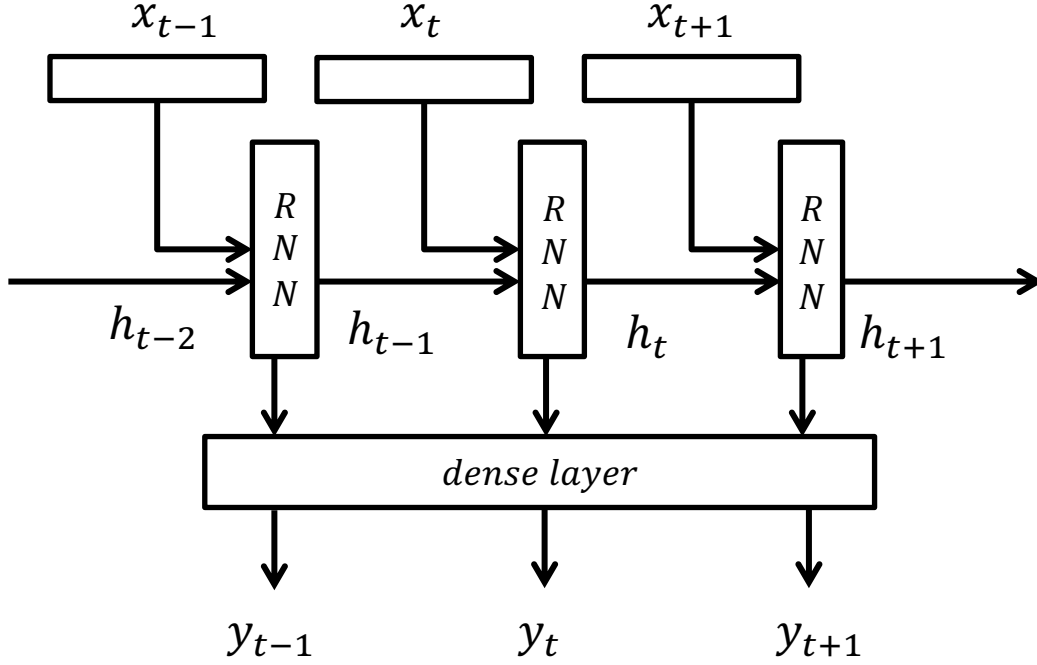 x_{t−1} x_t x_{t+1}
R R R
N N N
N N N
h_{t−2} h_{t−1} h_t h_{t+1}
dense layer
y_{t−1} y_t y_{t+1}